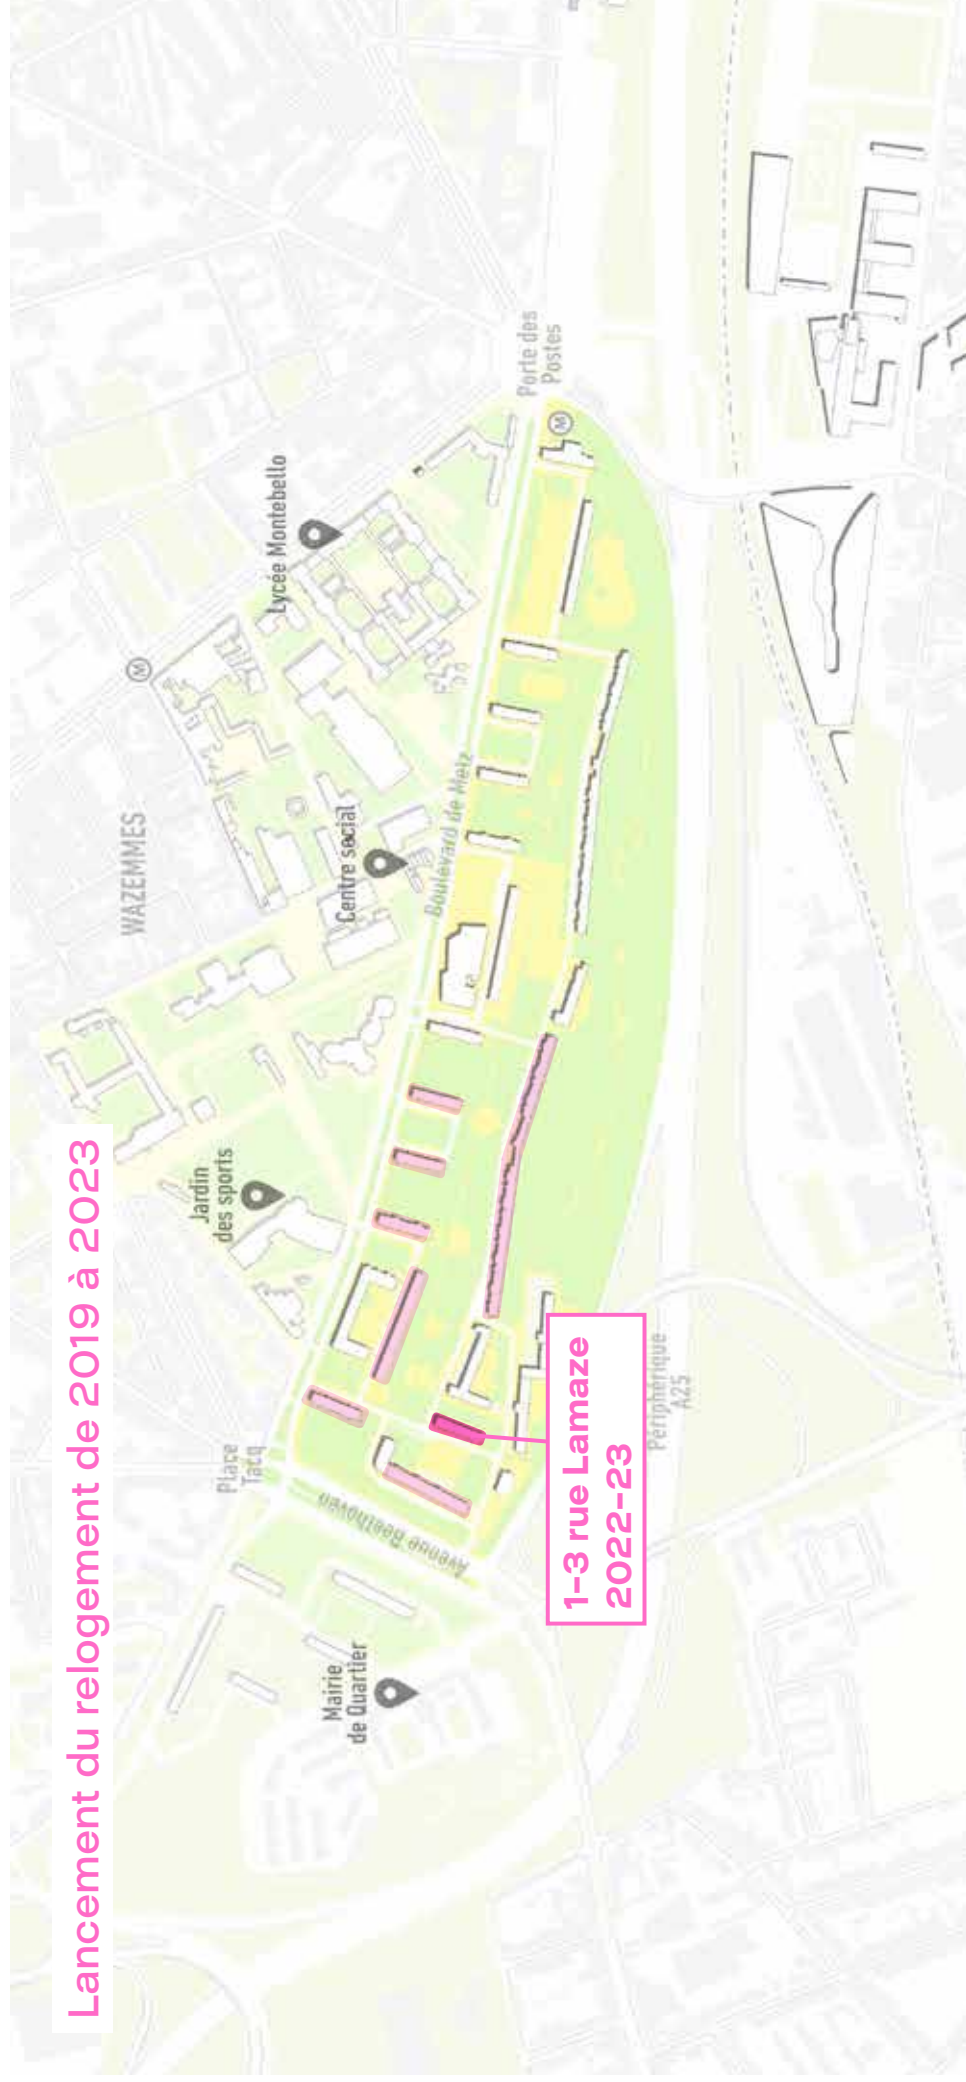 Lancement du relogement de 2019 à 2023
WAZEMMES
M
Lycée Montebello
Jardin
des sports
Centre social
Porte des
Postes
M
Place
Tacq
Boulevard de Metz
Avenue Beethoven
Mairie
de Quartier
1-3 rue Lamaze
2022-23
Périphérique
A25